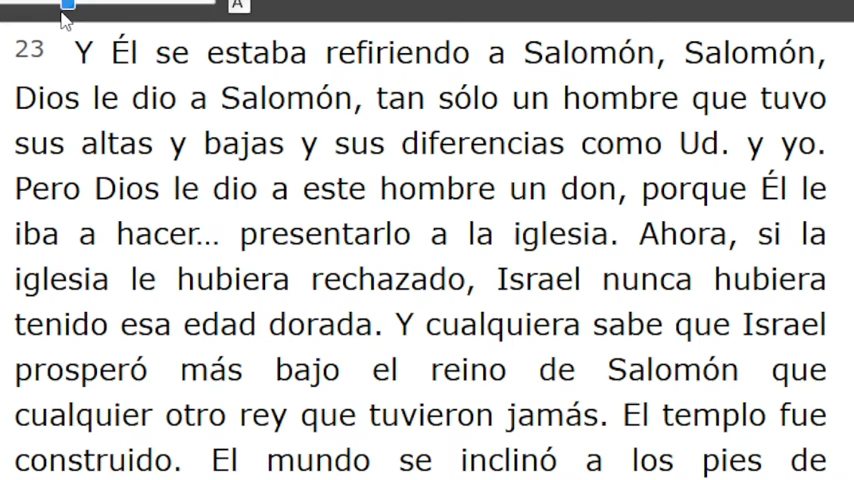 A
23 Y Él se estaba refiriendo a Salomón, Salomón,
Dios le dio a Salomón, tan sólo un hombre que tuvo
sus altas y bajas y sus diferencias como Ud. y yo.
Pero Dios le dio a este hombre un don, porque Él le
iba a hacer... presentarlo a la iglesia. Ahora, si la
iglesia le hubiera rechazado, Israel nunca hubiera
tenido esa edad dorada. Y cualquiera sabe que Israel
prosperó más bajo el reino de Salomón que
cualquier otro rey que tuvieron jamás. El templo fue
construido. El mundo se inclinó a los pies de